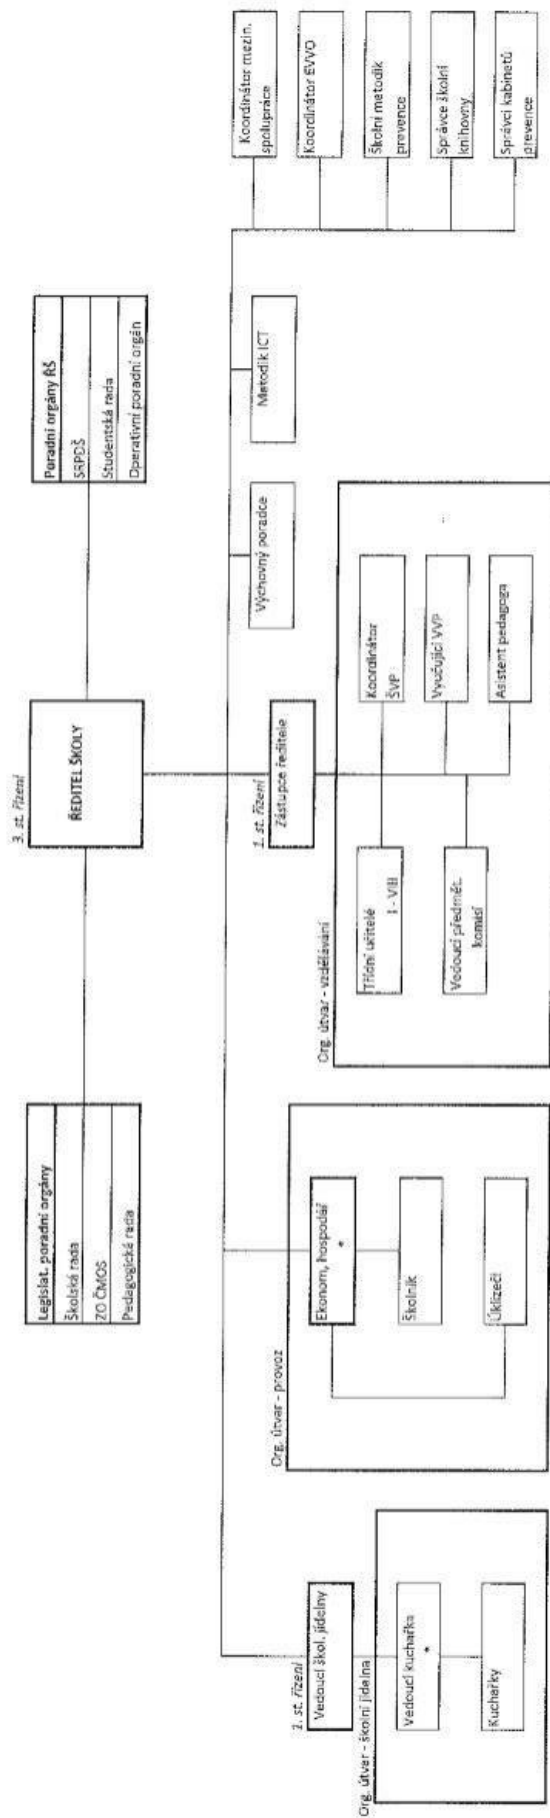 3. st. řízení
ŘEDITEL ŠKOLY
Legislat. poradní orgány
Školská rada
ZO ČMOS
Pedagogická rada
Poradní orgány ŘŠ
SRPDŠ
Studentská rada
Operativní poradní orgán
1. st. řízení
Vedoucí škol. jídelny
Org. útvar - školní jídelna
Vedoucí kuchařka
*
Kuchařky
Org. útvar - provoz
Ekonom, hospodář
*
Školník
Uklízeči
1. st. řízení
Zástupce ředitele
Org. útvar - vzdělávání
Třídní učitelé
I - VIII
Vedoucí předmět.
komisí
Koordinátor
ŠVP
Vyučující VVP
Asistent pedagoga
Výchovný poradce
Metodik ICT
Koordinátor mezin.
spolupráce
Koordinátor EVVO
Školní metodik
prevence
Správce školní
knihovny
Správci kabinetů
prevence